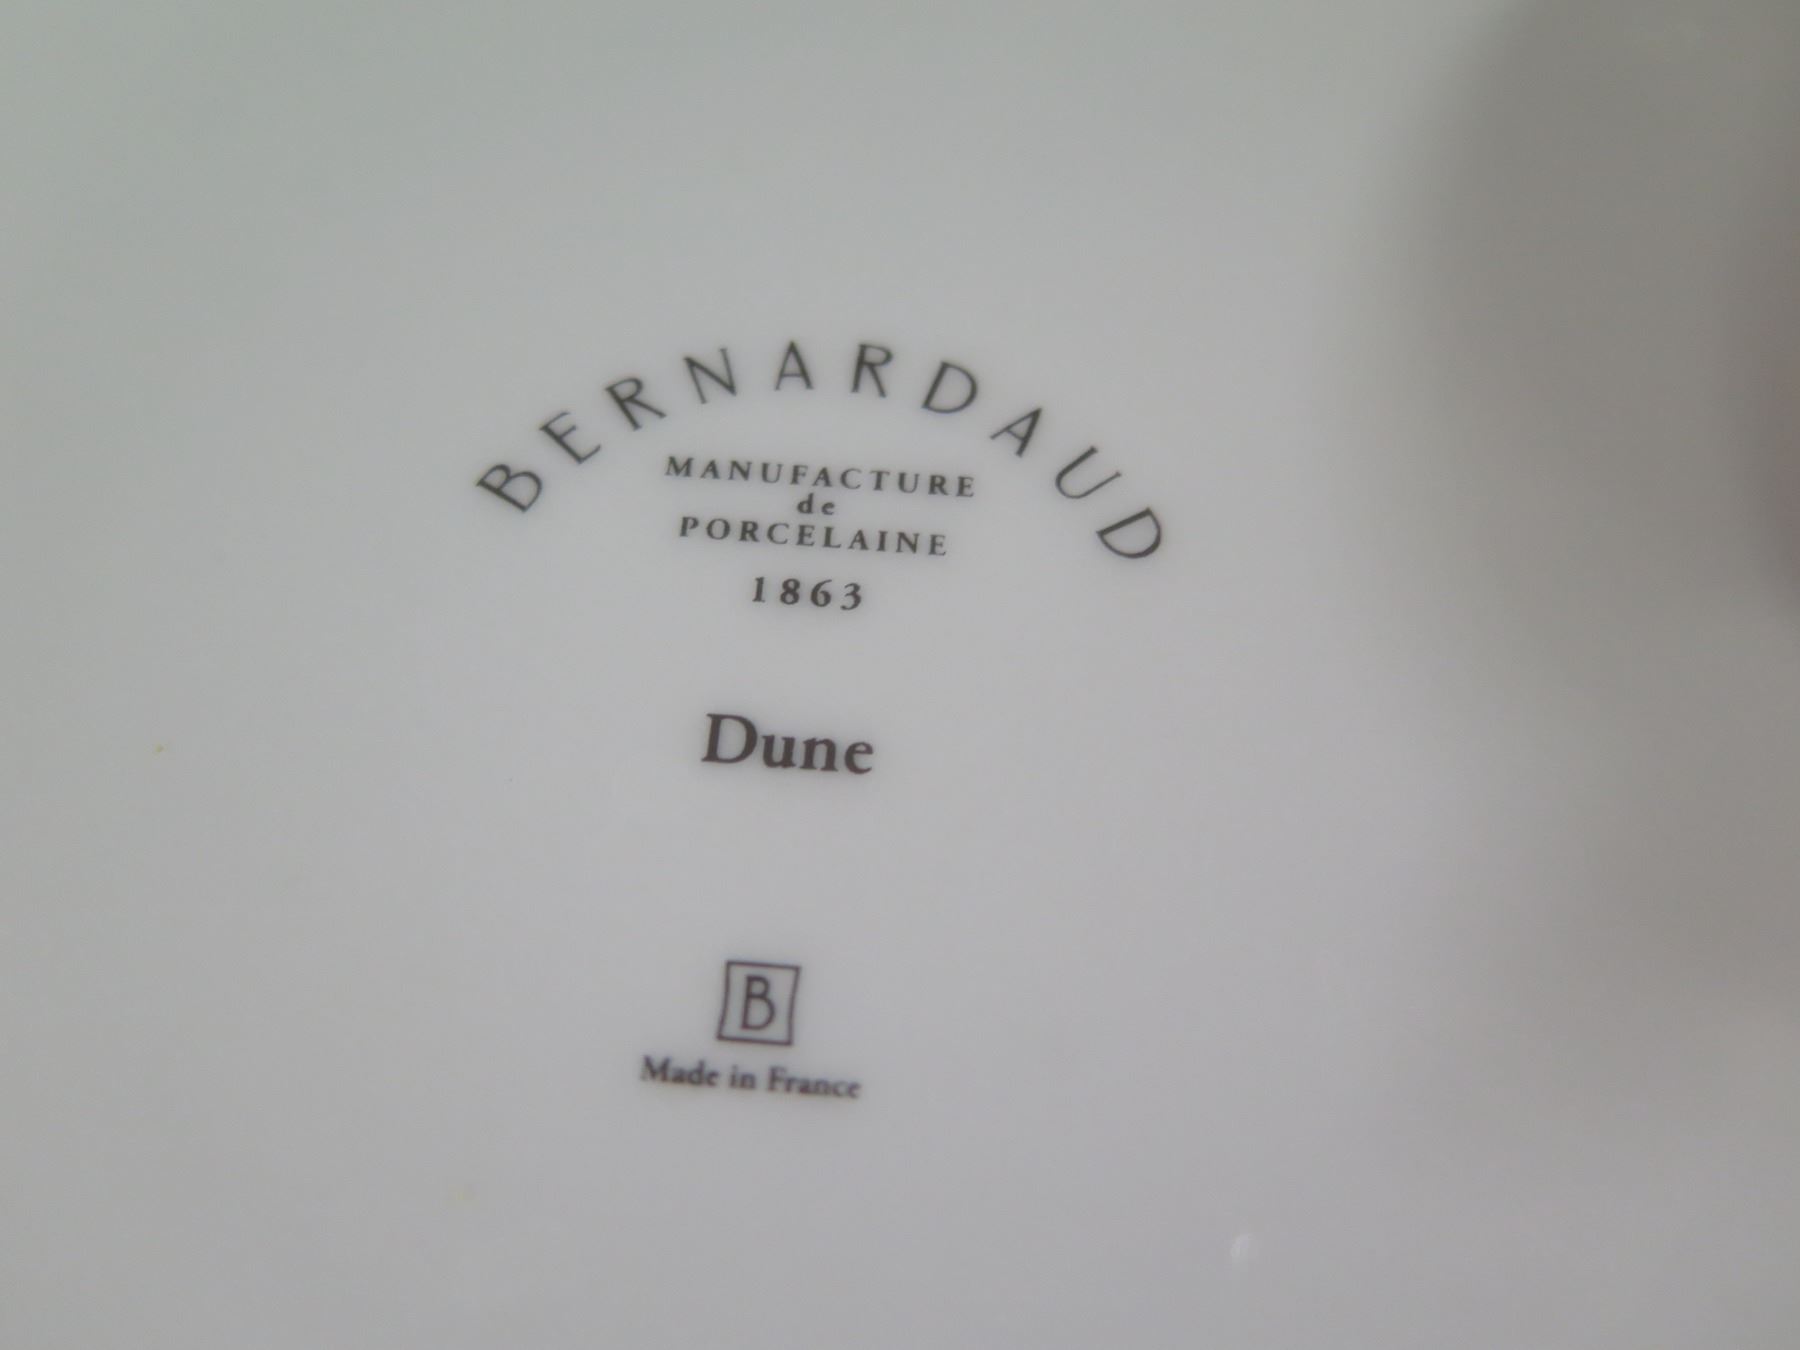 BERNARDAUD
MANUFACTURE
de
PORCELAINE
1863
Dune
B
Made in France